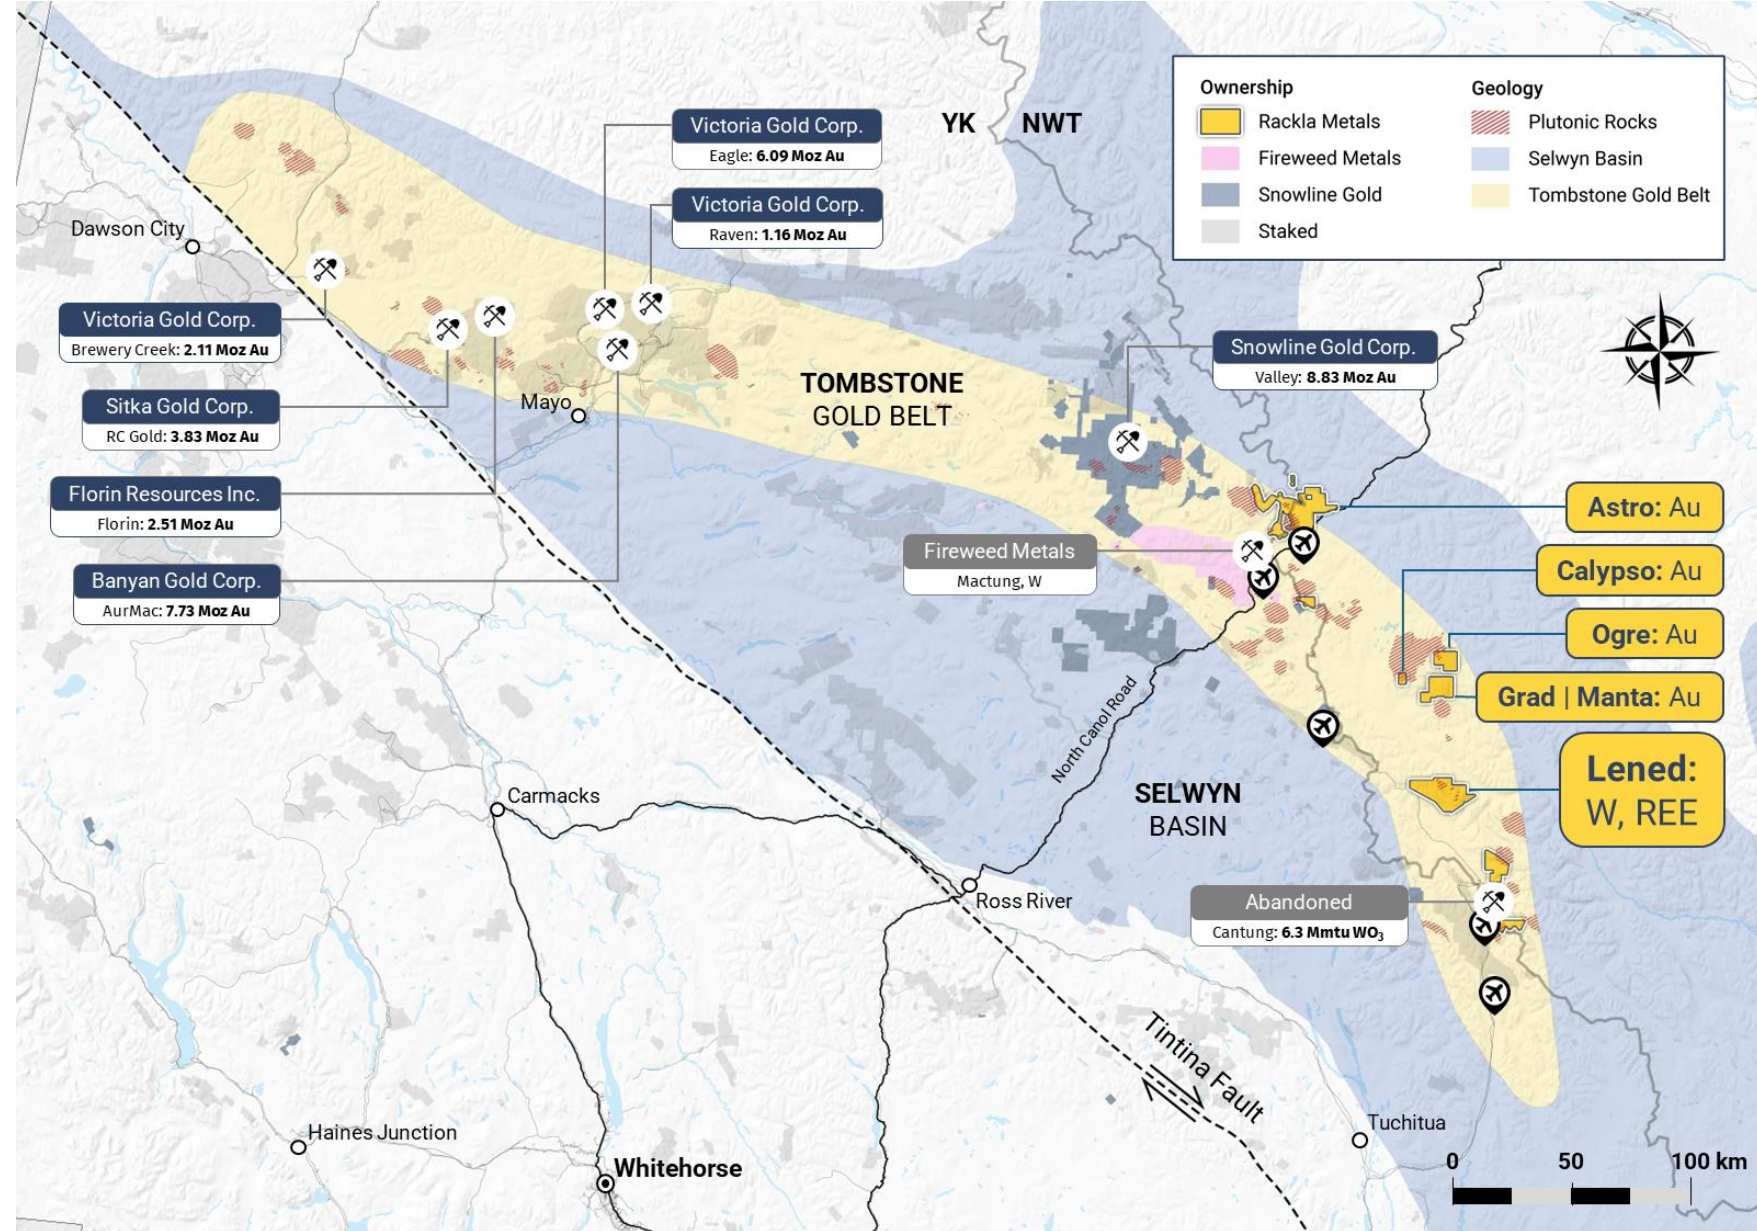 YK NWT
Ownership
Rackla Metals
Fireweed Metals
Snowline Gold
Staked
Geology
Plutonic Rocks
Selwyn Basin
Tombstone Gold Belt
Victoria Gold Corp.
Eagle: 6.09 Moz Au
Victoria Gold Corp.
Raven: 1.16 Moz Au
Dawson City
Victoria Gold Corp.
Brewery Creek: 2.11 Moz Au
Sitka Gold Corp.
RC Gold: 3.83 Moz Au
Florin Resources Inc.
Florin: 2.51 Moz Au
Banyan Gold Corp.
AurMac: 7.73 Moz Au
Mayo
TOMBSTONE
GOLD BELT
Snowline Gold Corp.
Valley: 8.83 Moz Au
Fireweed Metals
Mactung, W
Astro: Au
Calypso: Au
Ogre: Au
Grad | Manta: Au
Lened:
W, REE
North Canol Road
SELWYN
BASIN
Carmacks
Ross River
Abandoned
Cantung: 6.3 Mmtu WO₃
Tintina Fault
Tuchitua
Haines Junction
Whitehorse
0 50 100 km